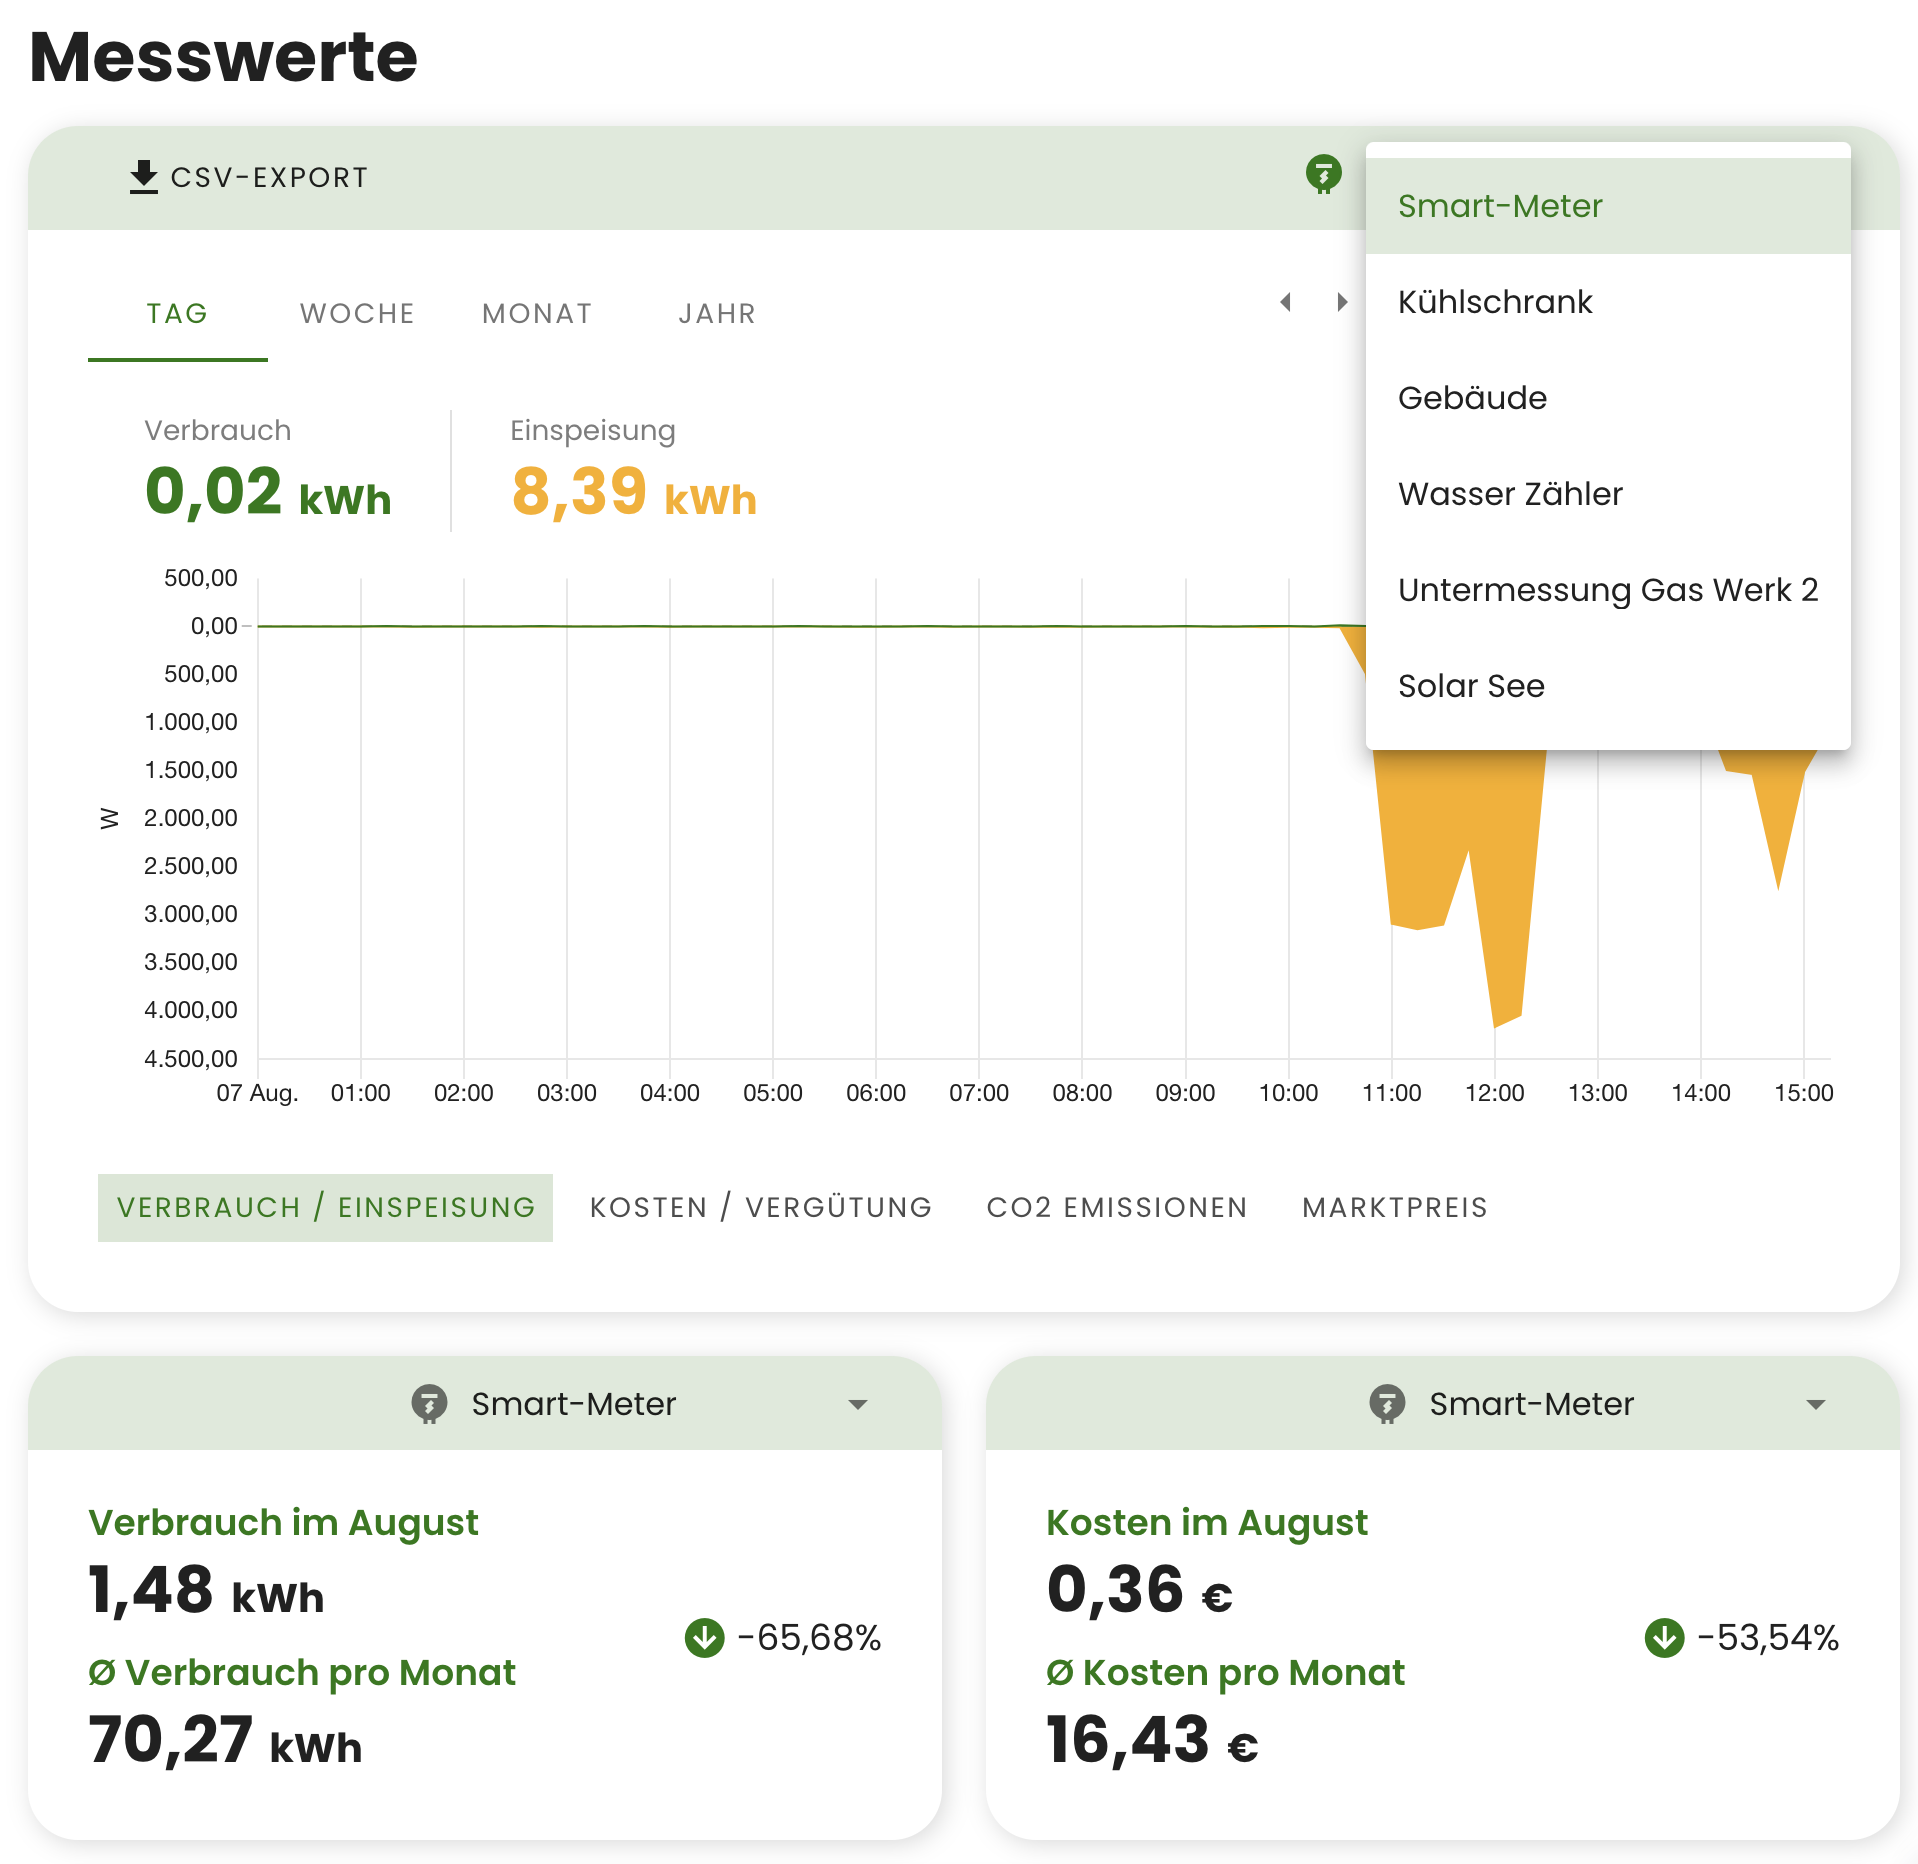 Messwerte
CSV-EXPORT
Smart-Meter
Kühlschrank
Gebäude
Wasser Zähler
Untermessung Gas Werk 2
Solar See
TAG WOCHE MONAT JAHR
Verbrauch Einspeisung
0,02 kWh 8,39 kWh
500,00
0,00
500,00
1.000,00
1.500,00
2.000,00
2.500,00
3.000,00
3.500,00
4.000,00
4.500,00
W
07 Aug. 01:00 02:00 03:00 04:00 05:00 06:00 07:00 08:00 09:00 10:00 11:00 12:00 13:00 14:00 15:00
VERBRAUCH / EINSPEISUNG KOSTEN / VERGÜTUNG CO2 EMISSIONEN MARKTPREIS
Smart-Meter
Verbrauch im August
1,48 kWh
-65,68%
Ø Verbrauch pro Monat
70,27 kWh
Smart-Meter
Kosten im August
0,36 €
-53,54%
Ø Kosten pro Monat
16,43 €